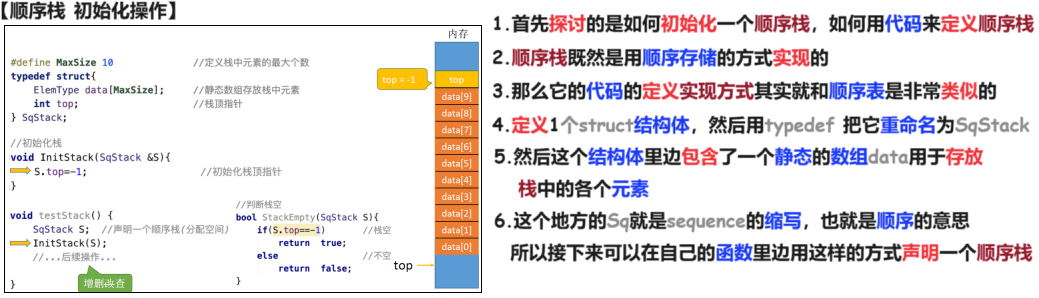 【顺序栈 初始化操作】
#define MaxSize 10 //定义栈中元素的最大个数
typedef struct{
ElemType data[MaxSize]; //静态数组存放栈中元素
int top; //栈顶指针
} SqStack;
//初始化栈
void InitStack(SqStack &S){
S.top=-1; //初始化栈顶指针
}
void testStack() {
SqStack S; //声明一个顺序栈(分配空间)
InitStack(S);
//...后续操作...
}
增删改查
//判断栈空
bool StackEmpty(SqStack S){
if(S.top==-1) //栈空
return true;
else //不空
return false;
}
内存
top = -1
top
data[9]
data[8]
data[7]
data[6]
data[5]
data[4]
data[3]
data[2]
data[1]
data[0]
top
1.首先探讨的是如何初始化一个顺序栈，如何用代码来定义顺序栈
2.顺序栈既然是用顺序存储的方式实现的
3.那么它的代码的定义实现方式其实就和顺序表是非常类似的
4.定义1个struct结构体，然后用typedef 把它重命名为SqStack
5.然后这个结构体里边包含了一个静态的数组data用于存放
栈中的各个元素
6.这个地方的Sq就是sequence的缩写，也就是顺序的意思
所以接下来可以在自己的函数里边用这样的方式声明一个顺序栈